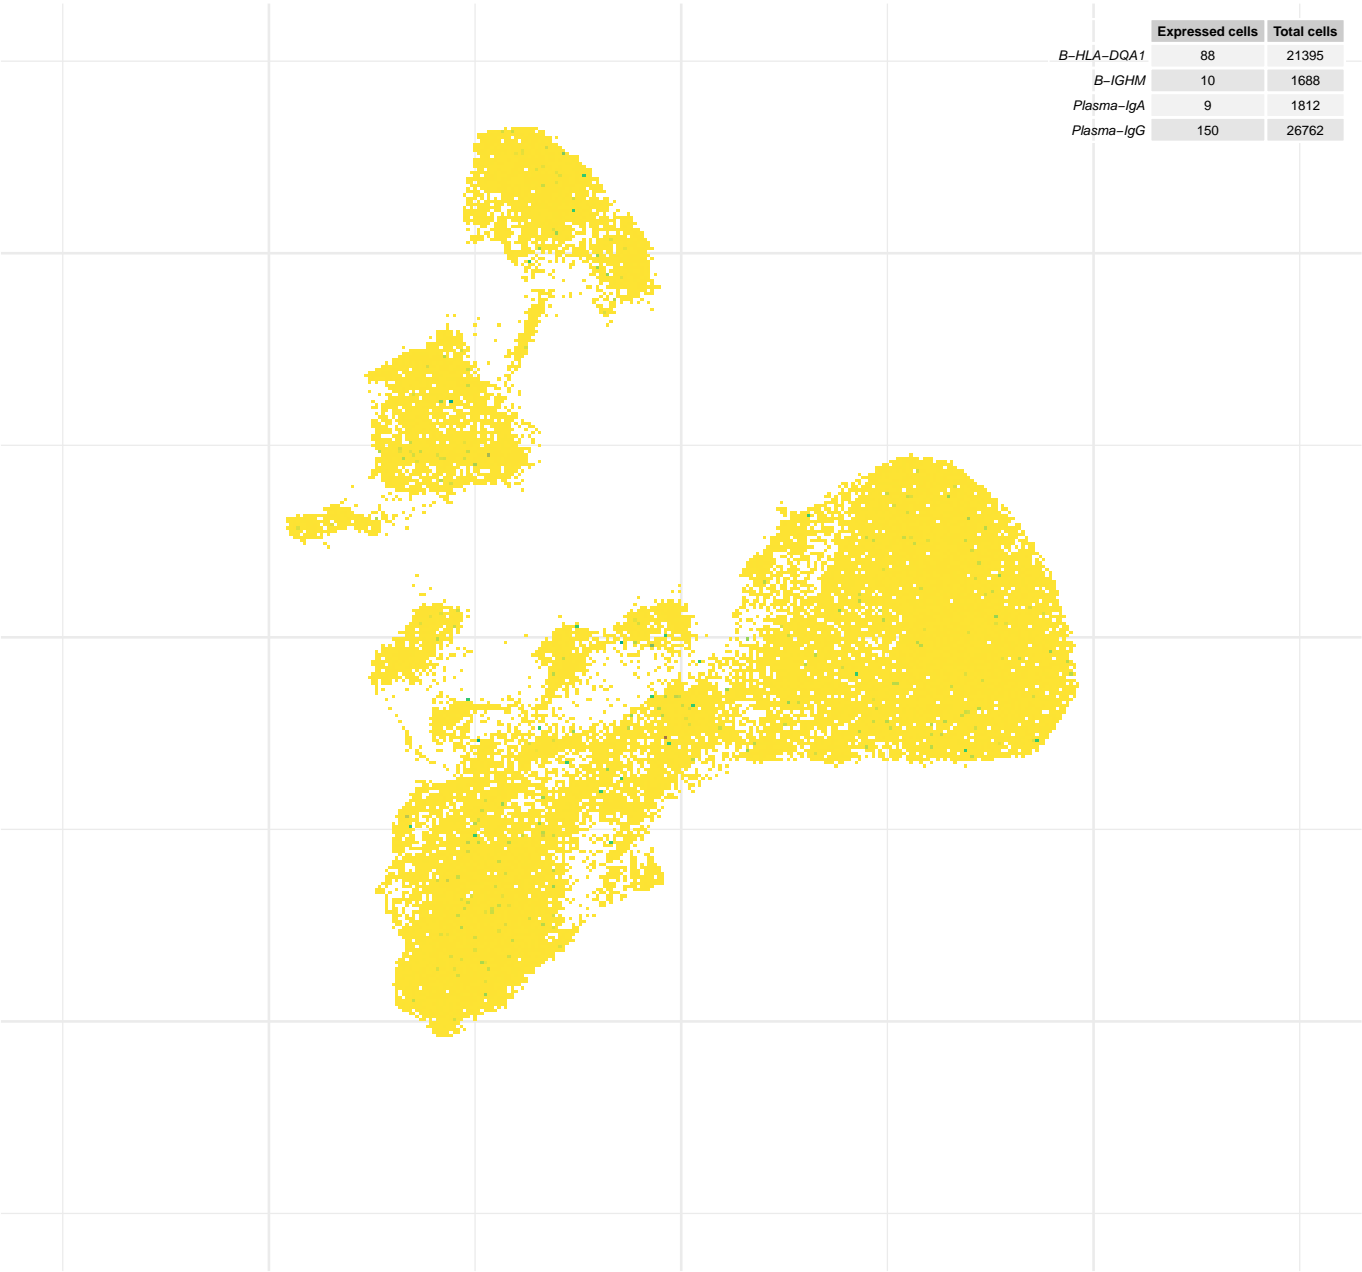 Expressed cells Total cells
B−HLA−DQA1 88 21395
B−IGHM 10 1688
Plasma−IgA 9 1812
Plasma−IgG 150 26762